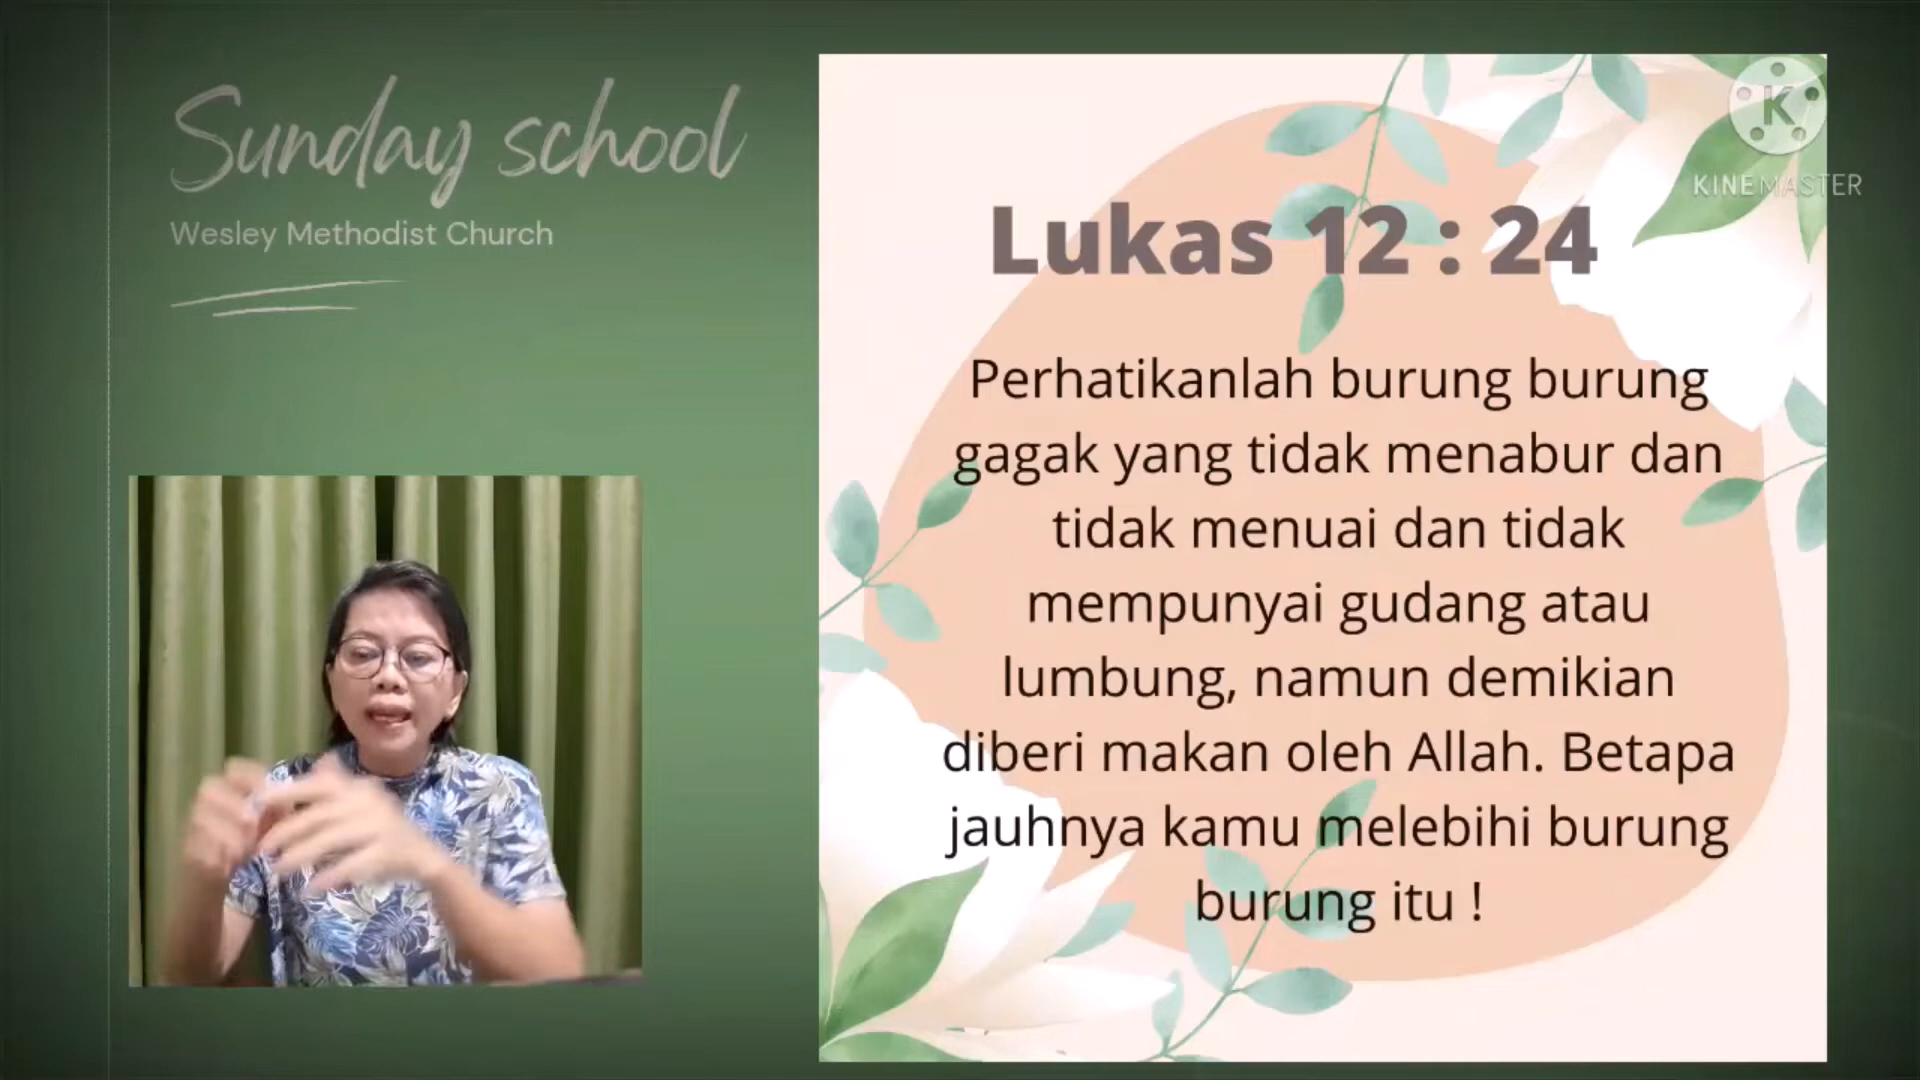 Sunday school
Wesley Methodist Church
K
KINEMASTER
Lukas 12 : 24
Perhatikanlah burung burung
gagak yang tidak menabur dan
tidak menuai dan tidak
mempunyai gudang atau
lumbung, namun demikian
diberi makan oleh Allah. Betapa
jauhnya kamu melebihi burung
burung itu !